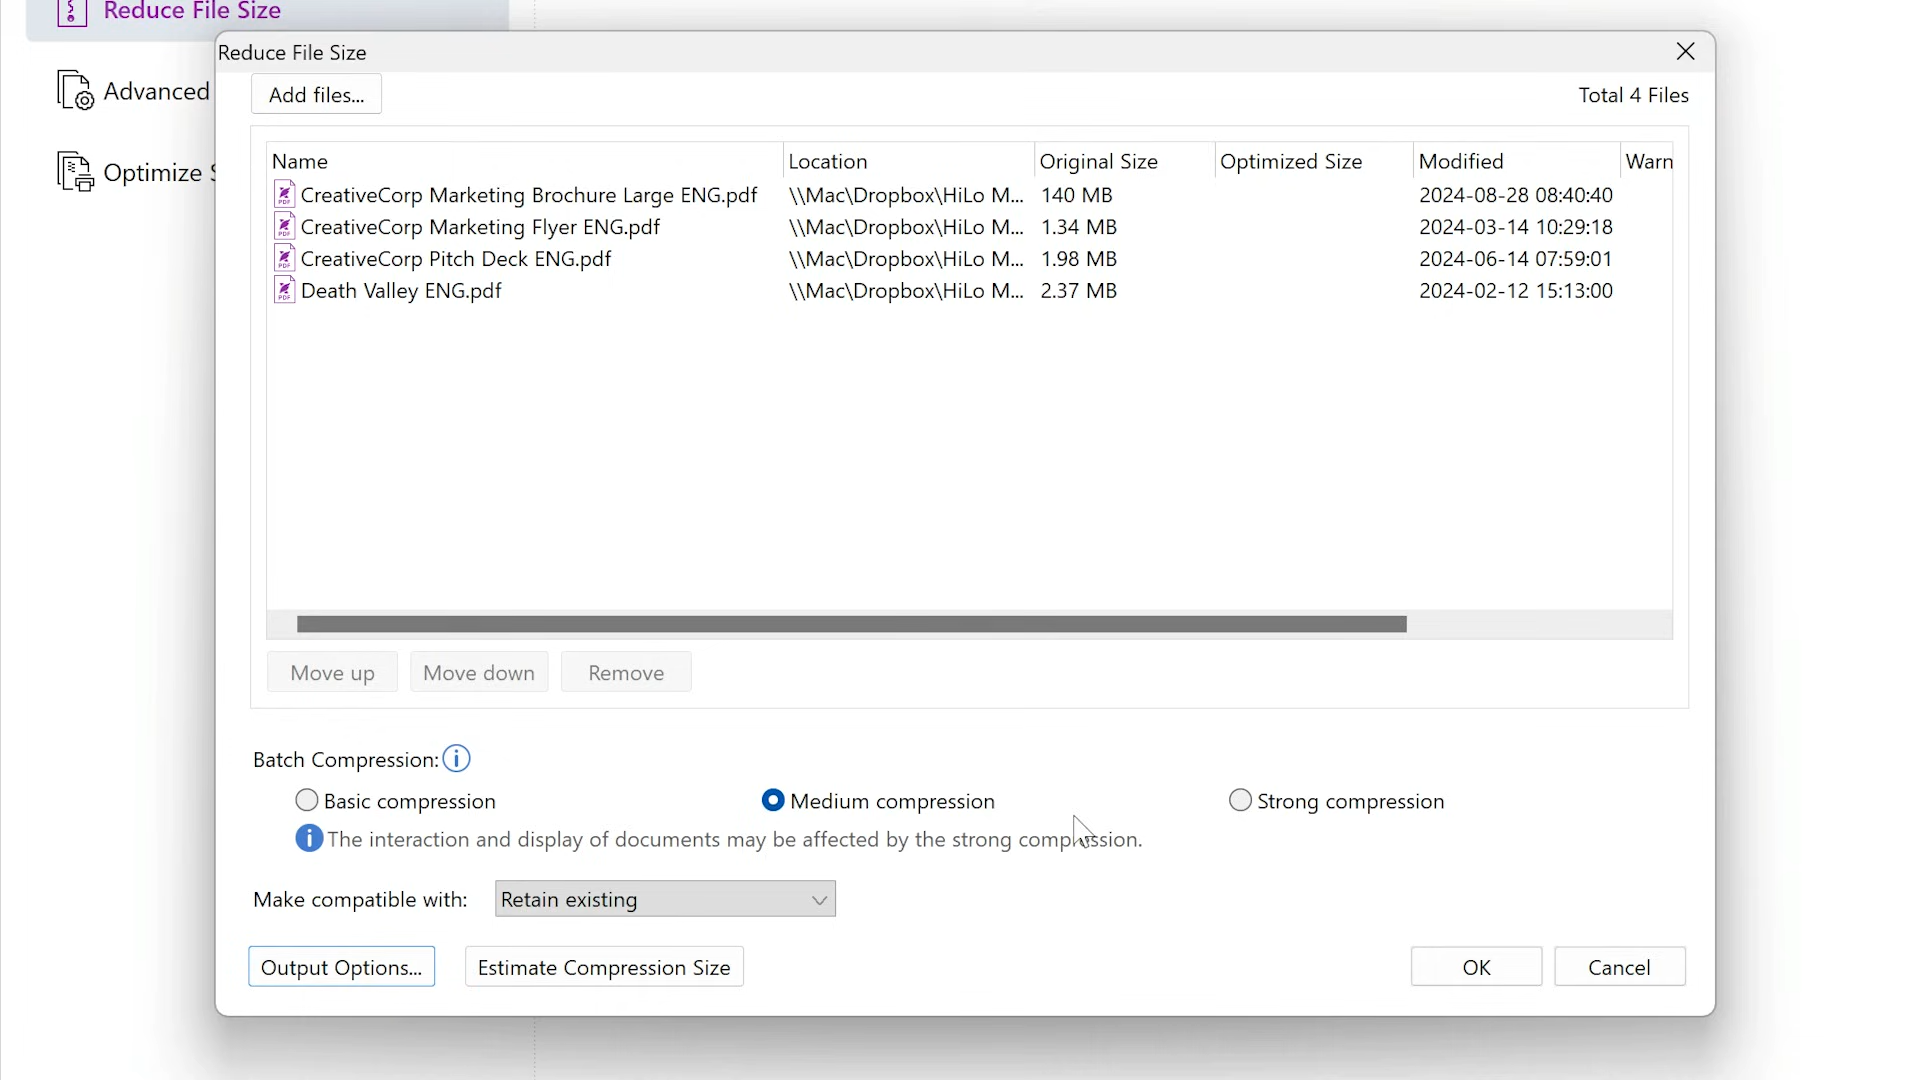 Reduce File Size
Reduce File Size
Advanced
Add files...
Total 4 Files
Optimize
Name Location Original Size Optimized Size Modified Warn
CreativeCorp Marketing Brochure Large ENG.pdf \\Mac\Dropbox\HiLo M... 140 MB 2024-08-28 08:40:40
CreativeCorp Marketing Flyer ENG.pdf \\Mac\Dropbox\HiLo M... 1.34 MB 2024-03-14 10:29:18
CreativeCorp Pitch Deck ENG.pdf \\Mac\Dropbox\HiLo M... 1.98 MB 2024-06-14 07:59:01
Death Valley ENG.pdf \\Mac\Dropbox\HiLo M... 2.37 MB 2024-02-12 15:13:00
Move up Move down Remove
Batch Compression:
Basic compression Medium compression Strong compression
The interaction and display of documents may be affected by the strong compression.
Make compatible with: Retain existing
Output Options... Estimate Compression Size OK Cancel